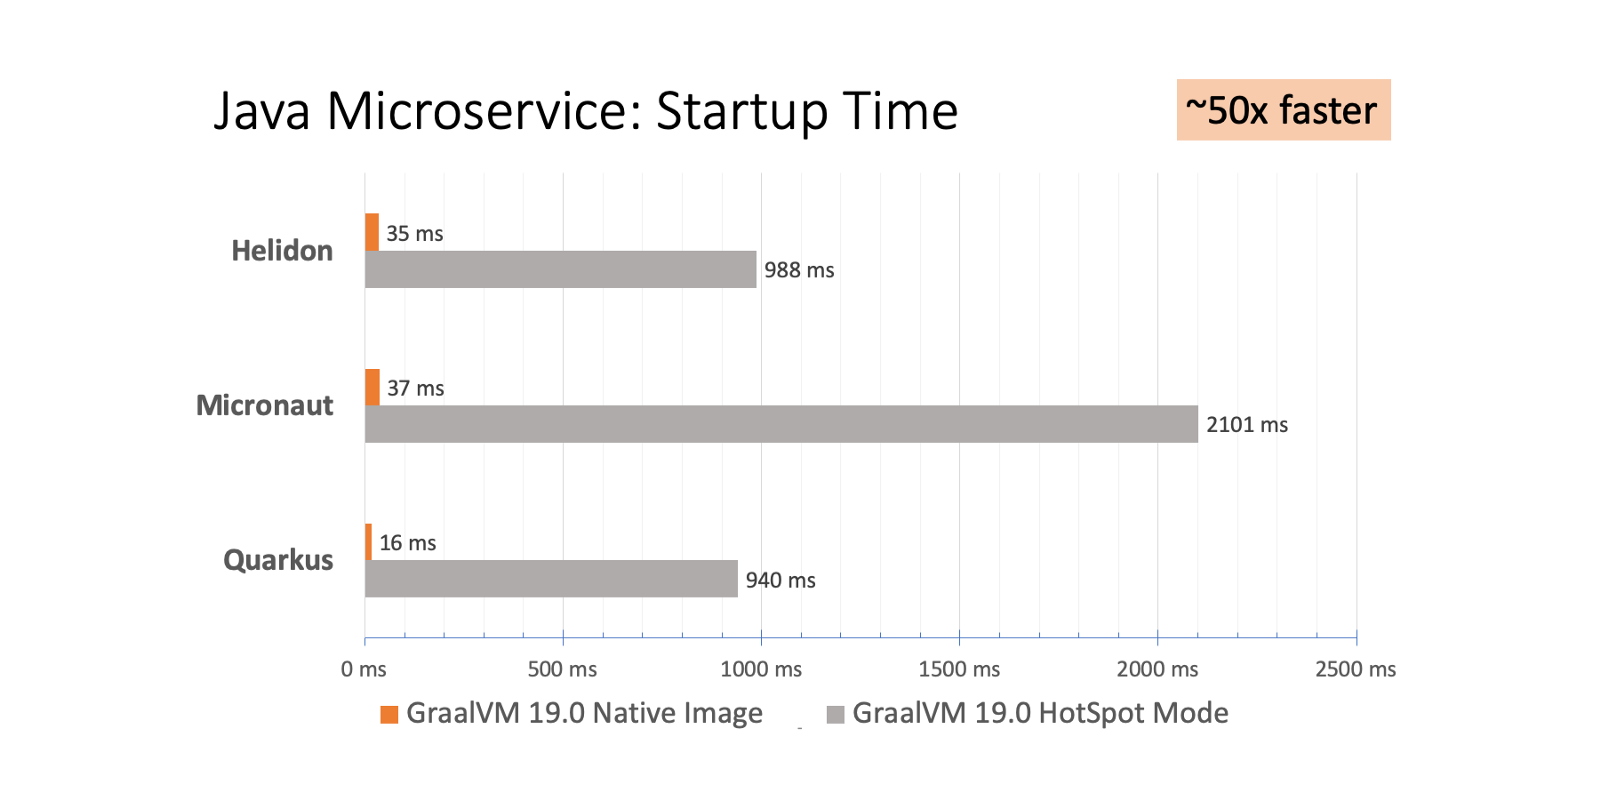 Java Microservice: Startup Time
~50x faster
Helidon
35 ms
988 ms
Micronaut
37 ms
2101 ms
Quarkus
16 ms
940 ms
0 ms 500 ms 1000 ms 1500 ms 2000 ms 2500 ms
GraalVM 19.0 Native Image GraalVM 19.0 HotSpot Mode